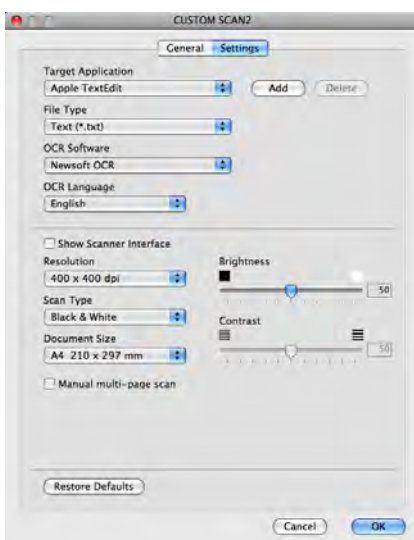 CUSTOM SCAN2
General Settings
Target Application
Apple TextEdit Add Delete
File Type
Text (*.txt)
OCR Software
Newsoft OCR
OCR Language
English
Show Scanner Interface
Resolution Brightness
400 x 400 dpi 50
Scan Type
Black & White Contrast
Document Size
A4 210 x 297 mm 50
Manual multi-page scan
Restore Defaults
Cancel OK